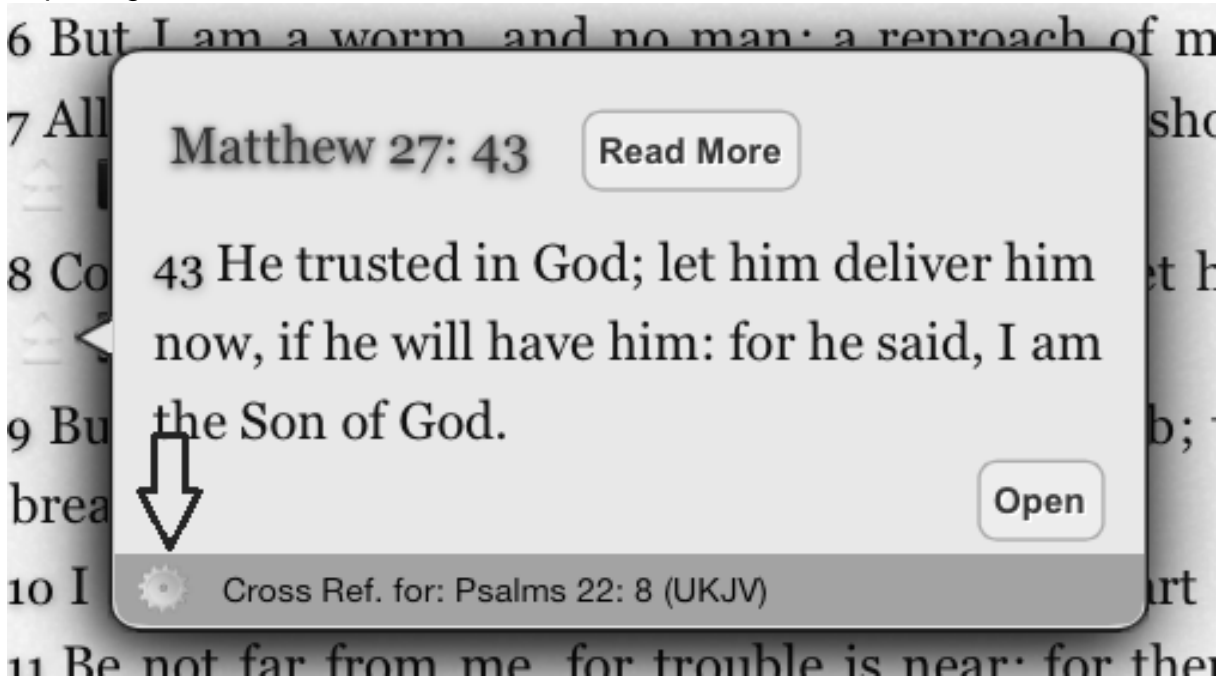 6 But I am a worm, and no man; a reproach of m
7 All
sho
Matthew 27: 43
Read More
8 Co
et h
43 He trusted in God; let him deliver him
now, if he will have him: for he said, I am
the Son of God.
9 Bu
b;
brea
Open
10 I
art
Cross Ref. for: Psalms 22: 8 (UKJV)
11 Be not far from me, for trouble is near; for ther